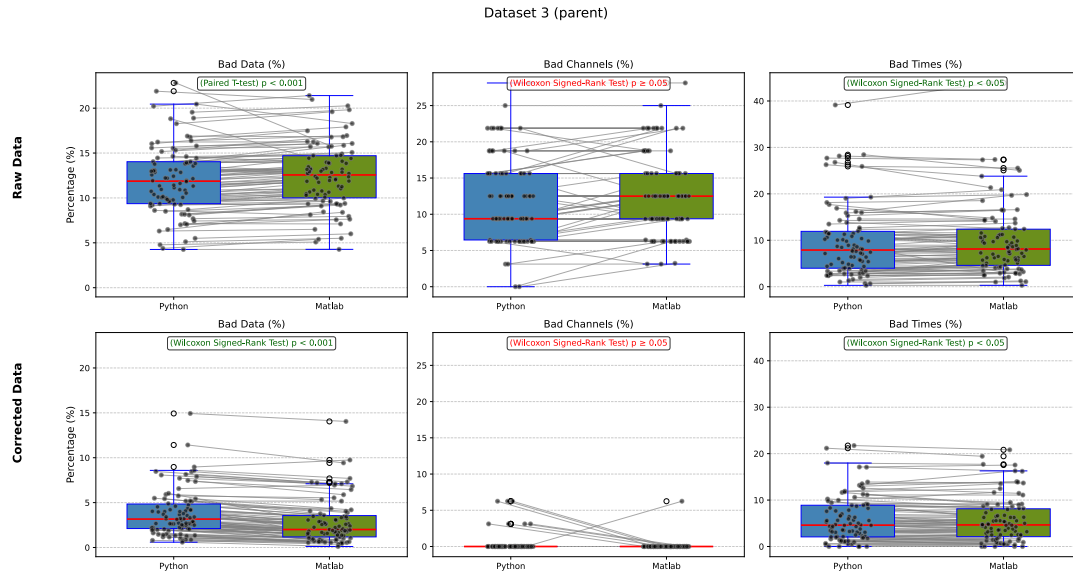 Dataset 3 (parent)
Raw Data
Bad Data (%)
(Paired T-test) p < 0.001
Percentage (%)
20
15
10
5
0
Python
Matlab
Bad Channels (%)
(Wilcoxon Signed-Rank Test) p ≥ 0.05
25
20
15
10
5
0
Python
Matlab
Bad Times (%)
(Wilcoxon Signed-Rank Test) p < 0.05
40
30
20
10
0
Python
Matlab
Corrected Data
Bad Data (%)
(Wilcoxon Signed-Rank Test) p < 0.001
Percentage (%)
20
15
10
5
0
Python
Matlab
Bad Channels (%)
(Wilcoxon Signed-Rank Test) p ≥ 0.05
25
20
15
10
5
0
Python
Matlab
Bad Times (%)
(Wilcoxon Signed-Rank Test) p < 0.05
40
30
20
10
0
Python
Matlab